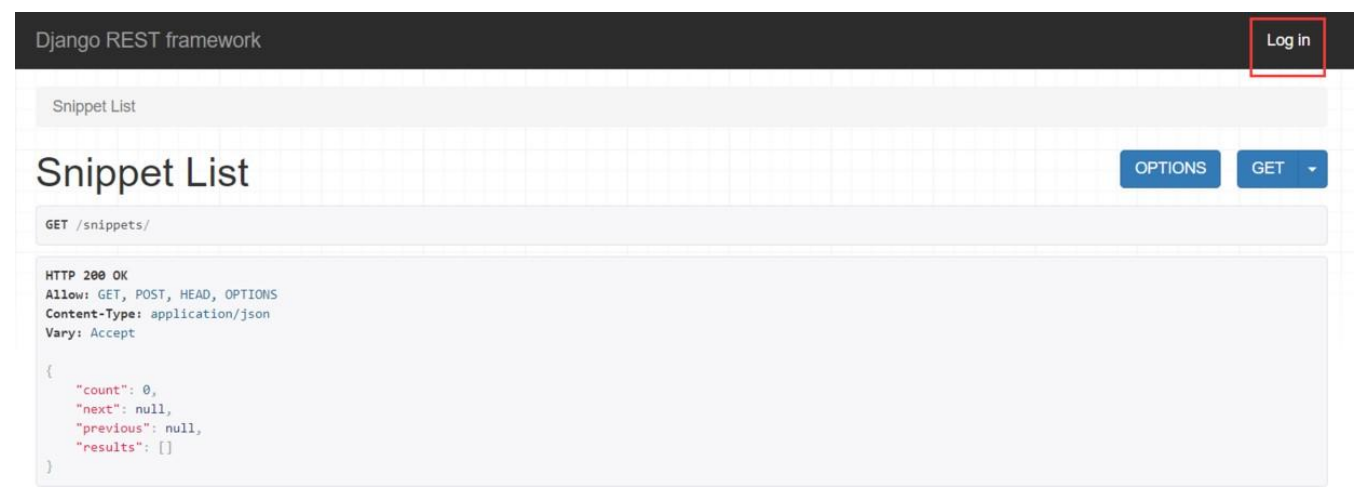 Django REST framework
Log in
Snippet List
Snippet List
OPTIONS
GET
GET /snippets/
HTTP 200 OK
Allow: GET, POST, HEAD, OPTIONS
Content-Type: application/json
Vary: Accept
{
    "count": 0,
    "next": null,
    "previous": null,
    "results": []
}